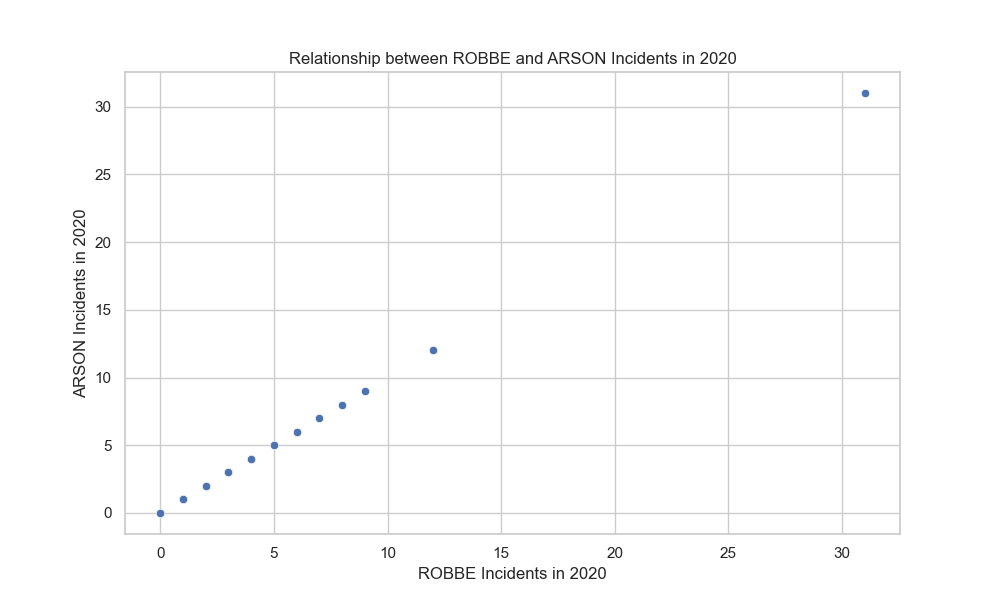 Relationship between ROBBE and ARSON Incidents in 2020
30
25
20
15
10
5
0
ARSON Incidents in 2020
0 5 10 15 20 25 30
ROBBE Incidents in 2020